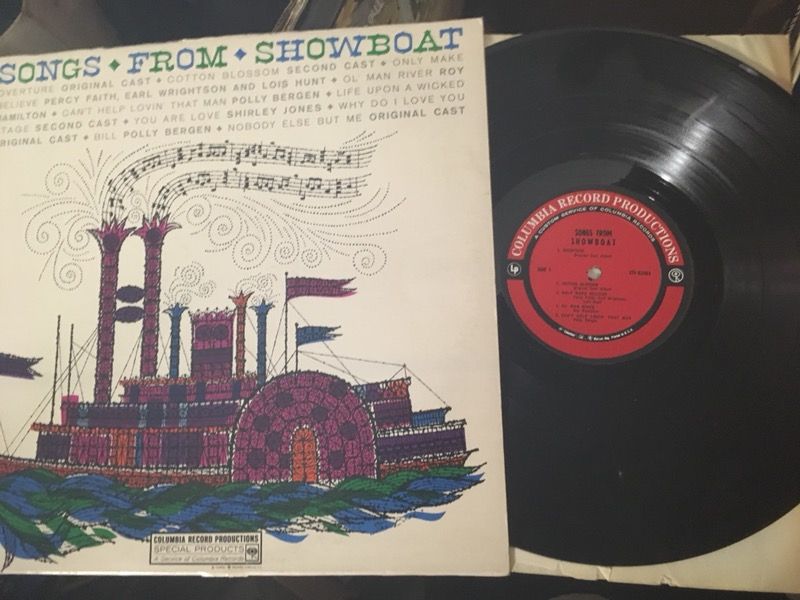 SONGS ✦ FROM ✦ SHOWBOAT
OVERTURE ORIGINAL CAST ✦ COTTON BLOSSOM SECOND CAST ✦ ONLY MAKE
BELIEVE PERCY FAITH, EARL WRIGHTSON AND LOIS HUNT ✦ OL MAN RIVER ROY
HAMILTON ✦ CAN'T HELP LOVIN' THAT MAN POLLY BERGEN ✦ LIFE UPON A WICKED
STAGE SECOND CAST ✦ YOU ARE LOVE SHIRLEY JONES ✦ WHY DO I LOVE YOU
ORIGINAL CAST ✦ BILL POLLY BERGEN ✦ NOBODY ELSE BUT ME ORIGINAL CAST
COLUMBIA RECORD PRODUCTIONS
SPECIAL PRODUCTS
A Service of Columbia Records
COLUMBIA RECORD PRODUCTIONS
A CUSTOM SERVICE OF COLUMBIA RECORDS
SONGS FROM
SHOWBOAT
LP
SIDE 1